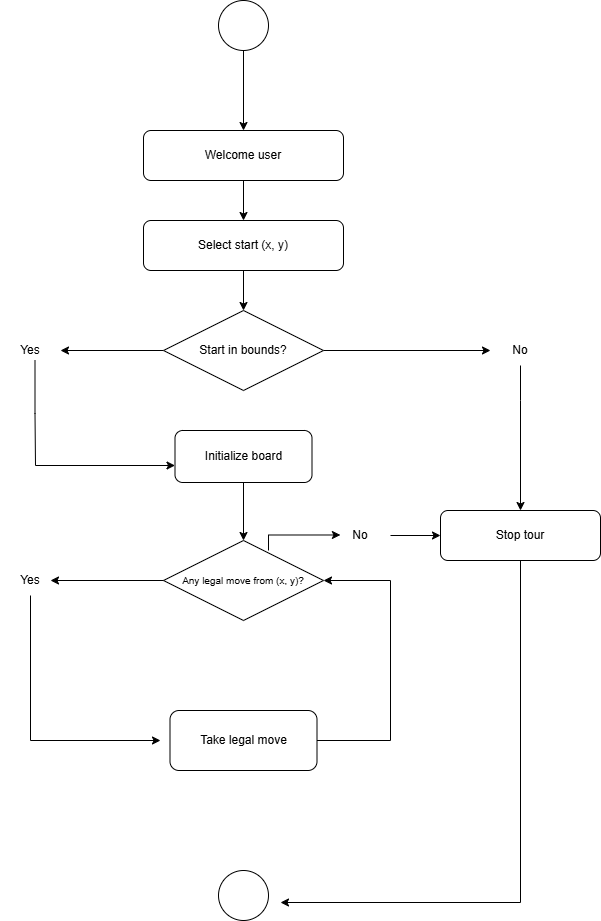 Welcome user
Select start (x, y)
Start in bounds?
Yes
No
Initialize board
No
Stop tour
Any legal move from (x, y)?
Yes
Take legal move